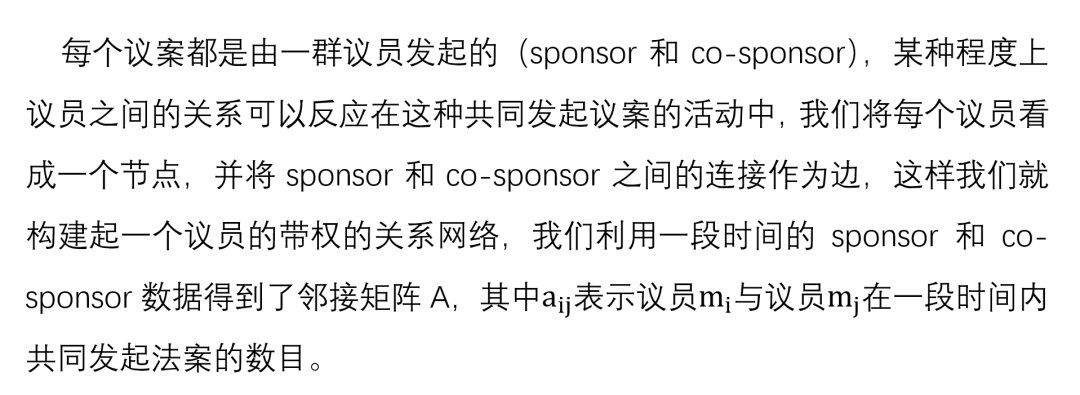 每个议案都是由一群议员发起的（sponsor 和 co-sponsor），某种程度上
议员之间的关系可以反应在这种共同发起议案的活动中, 我们将每个议员看
成一个节点，并将 sponsor 和 co-sponsor 之间的连接作为边，这样我们就
构建起一个议员的带权的关系网络，我们利用一段时间的 sponsor 和 co-
sponsor 数据得到了邻接矩阵 A，其中aij表示议员mi与议员mj在一段时间内
共同发起法案的数目。